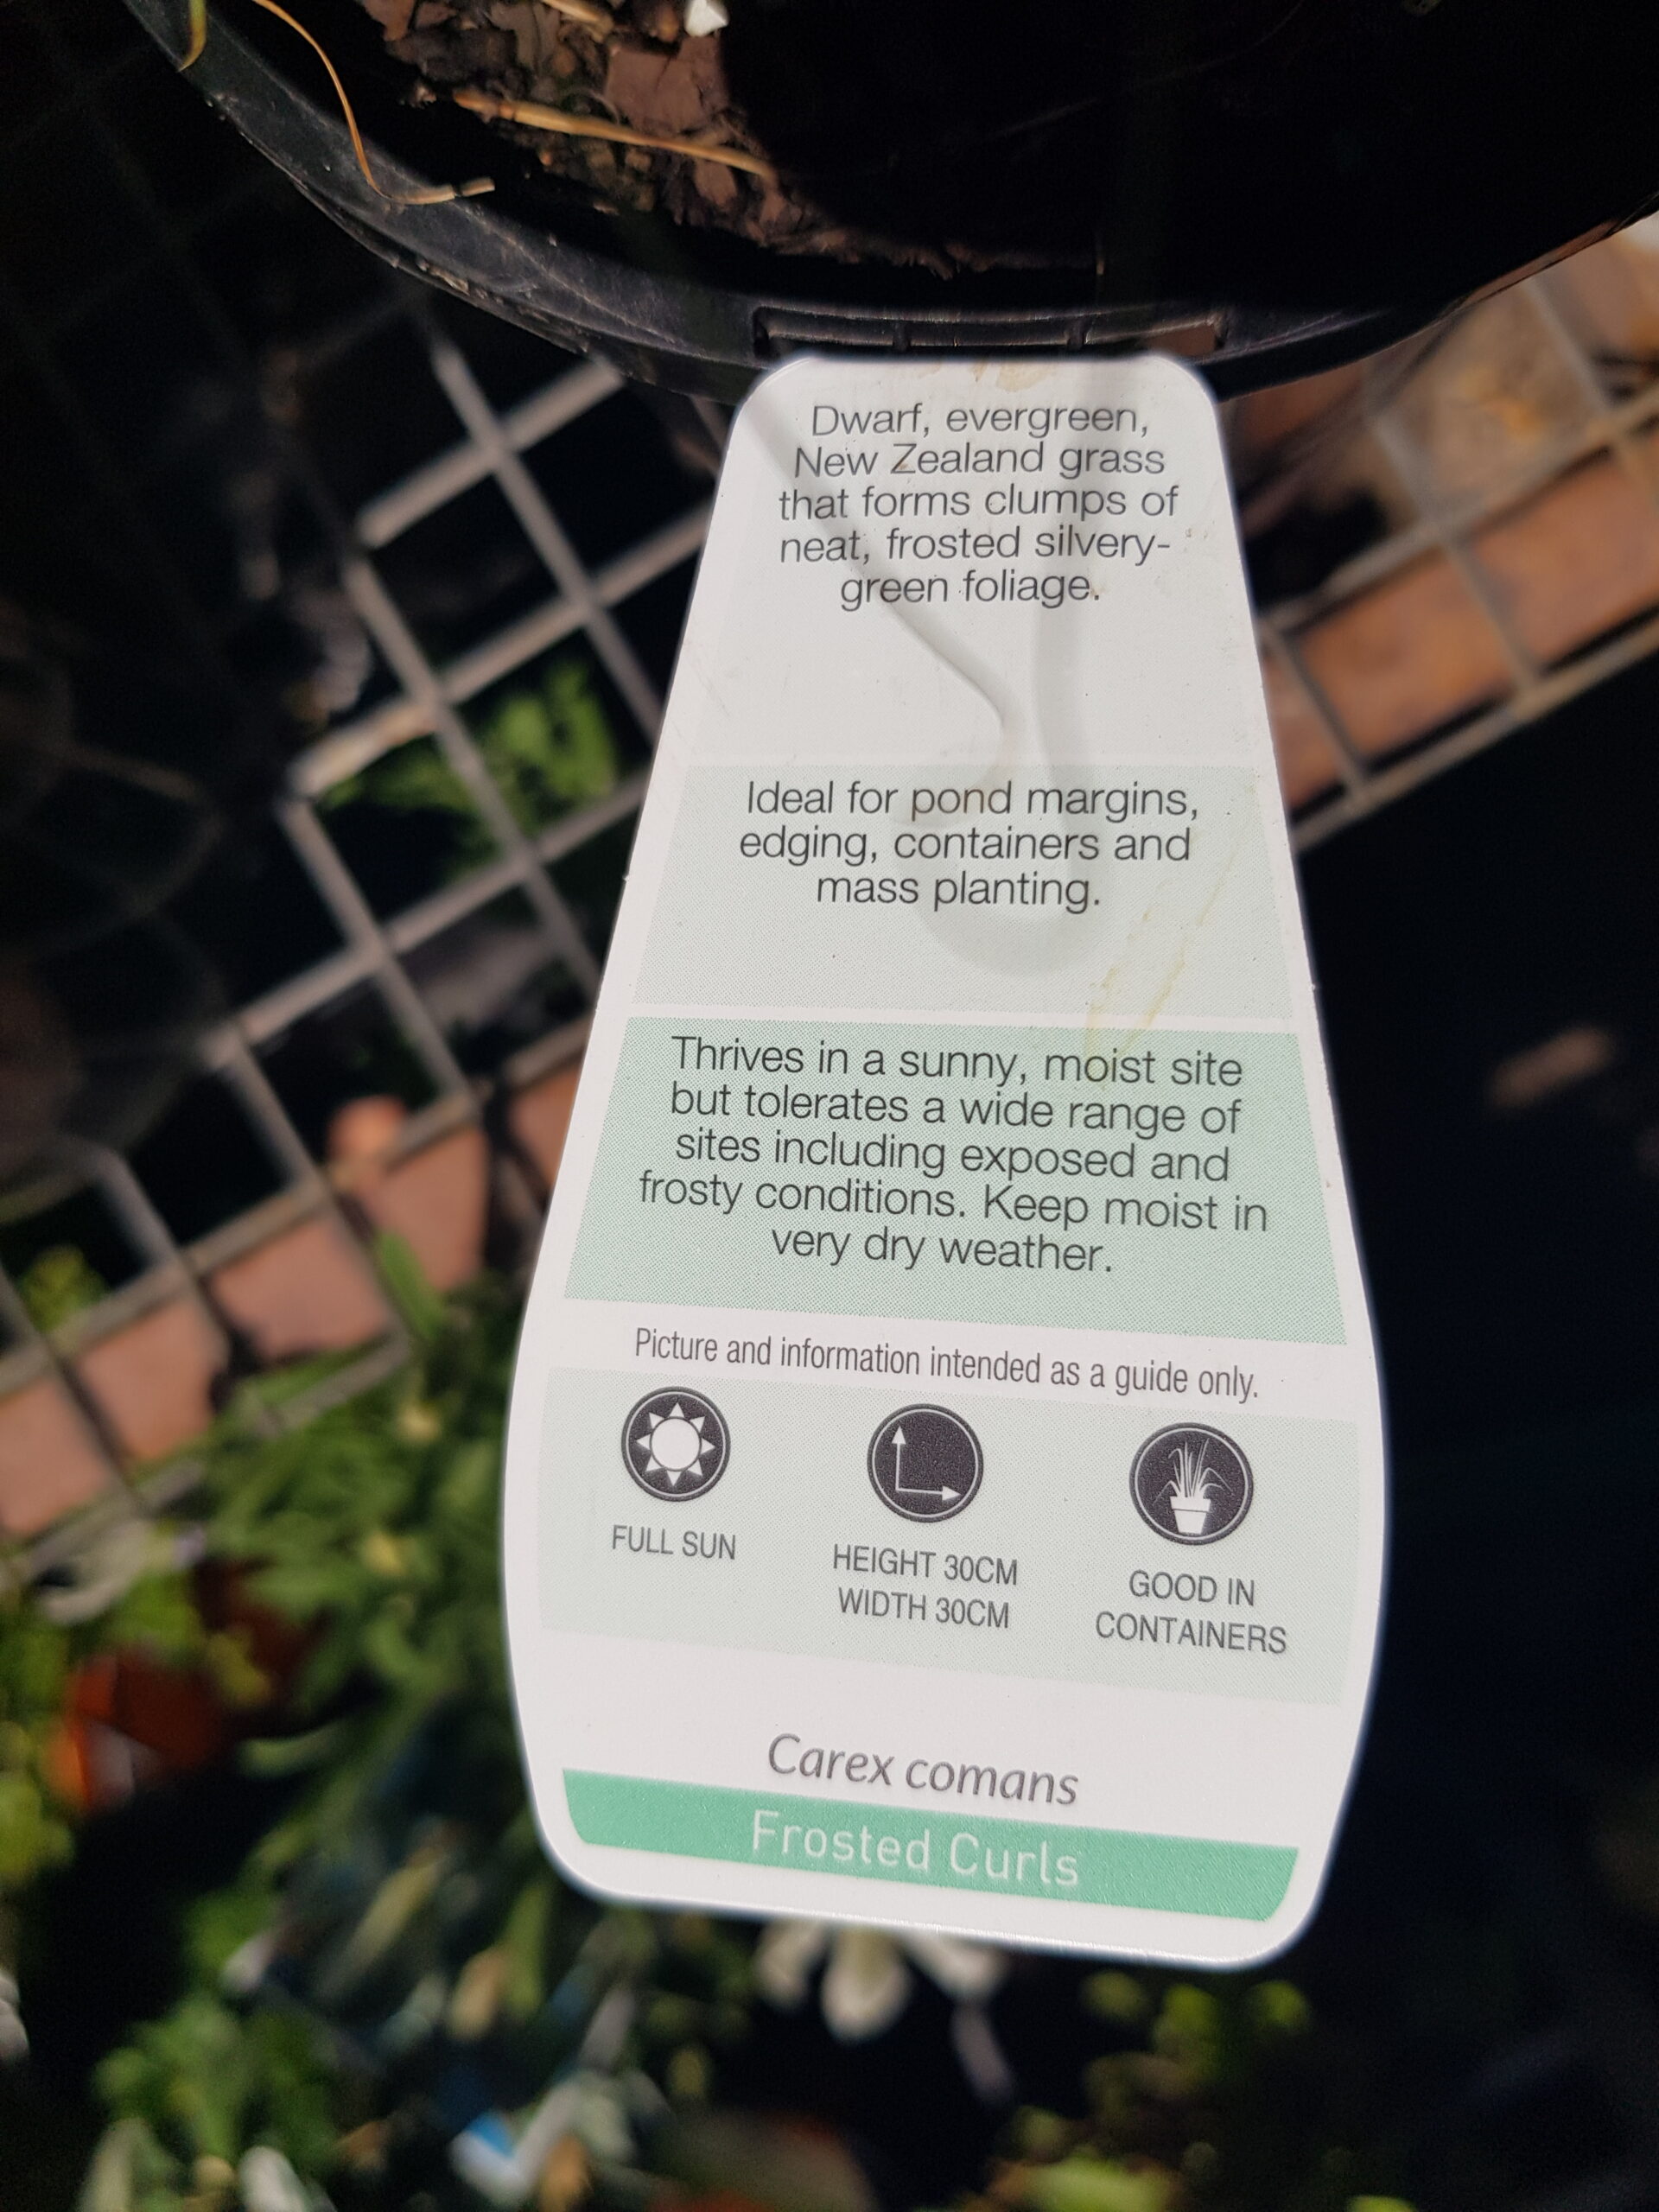 Dwarf, evergreen,
New Zealand grass
that forms clumps of
neat, frosted silvery-
green foliage.
Ideal for pond margins,
edging, containers and
mass planting.
Thrives in a sunny, moist site
but tolerates a wide range of
sites including exposed and
frosty conditions. Keep moist in
very dry weather.
Picture and information intended as a guide only.
FULL SUN
HEIGHT 30CM
WIDTH 30CM
GOOD IN
CONTAINERS
Carex comans
Frosted Curls